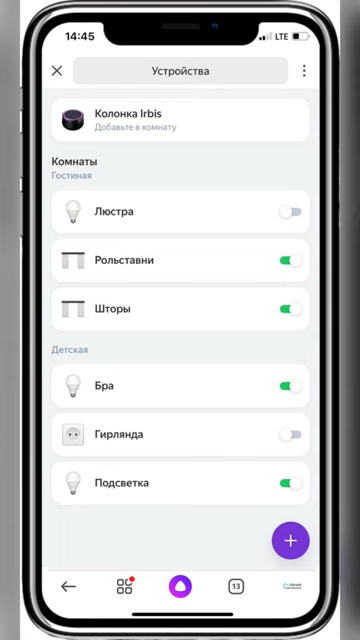 14:45
LTE
Устройства
Колонка Irbis
Добавьте в комнату
Комнаты
Гостиная
Люстра
Рольставни
Шторы
Детская
Бра
Гирлянда
Подсветка
13